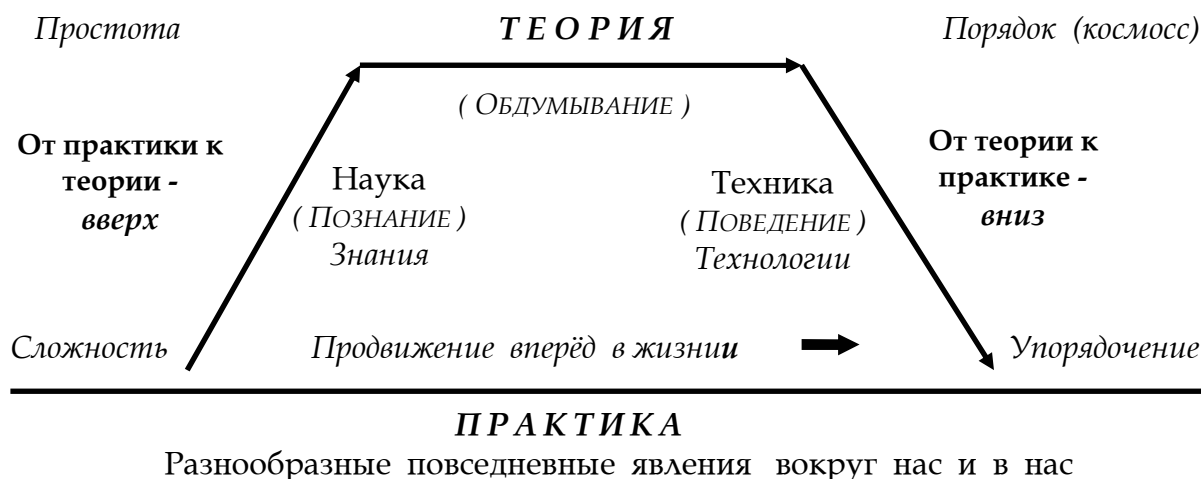 Простота
ТЕОРИЯ
Порядок (космосс)
( ОБДУМЫВАНИЕ )
От практики к
теории -
вверх
Наука
( ПОЗНАНИЕ )
Знания
Техника
( ПОВЕДЕНИЕ )
Технологии
От теории к
практике -
вниз
Сложность
Продвижение вперёд в жизнии
Упорядочение
ПРАКТИКА
Разнообразные повседневные явления вокруг нас и в нас